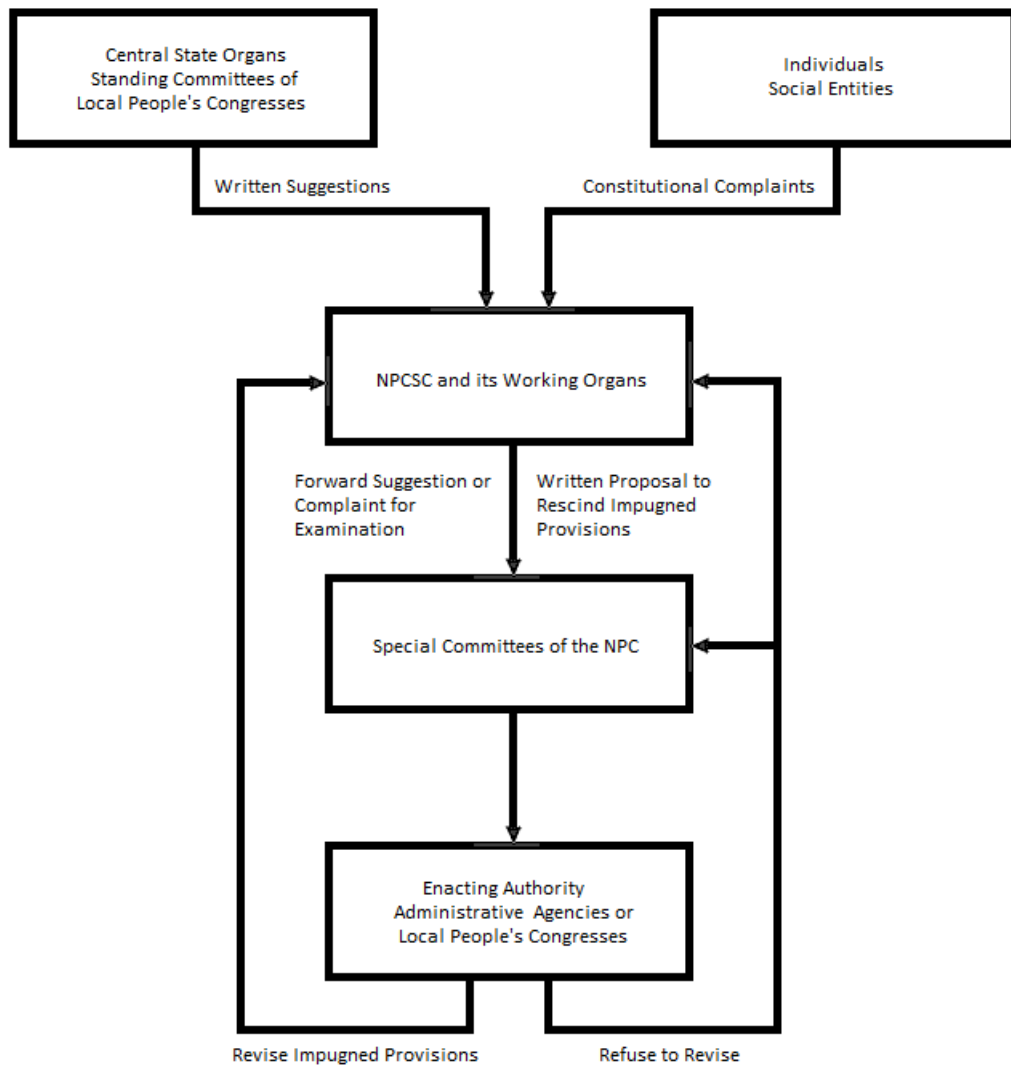 Central State Organs
Standing Committees of
Local People's Congresses
Individuals
Social Entities
Written Suggestions
Constitutional Complaints
NPCSC and its Working Organs
Forward Suggestion or
Complaint for
Examination
Written Proposal to
Rescind Impugned
Provisions
Special Committees of the NPC
Enacting Authority
Administrative Agencies or
Local People's Congresses
Revise Impugned Provisions
Refuse to Revise